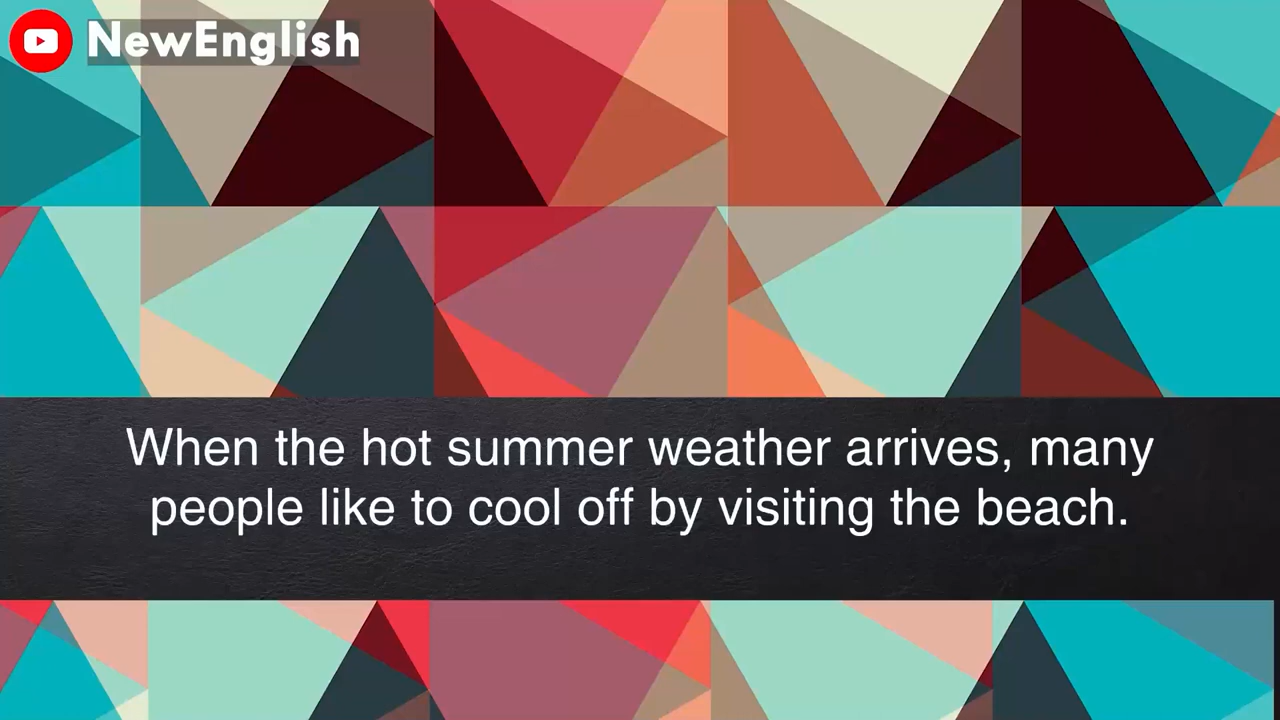 NewEnglish
When the hot summer weather arrives, many
people like to cool off by visiting the beach.